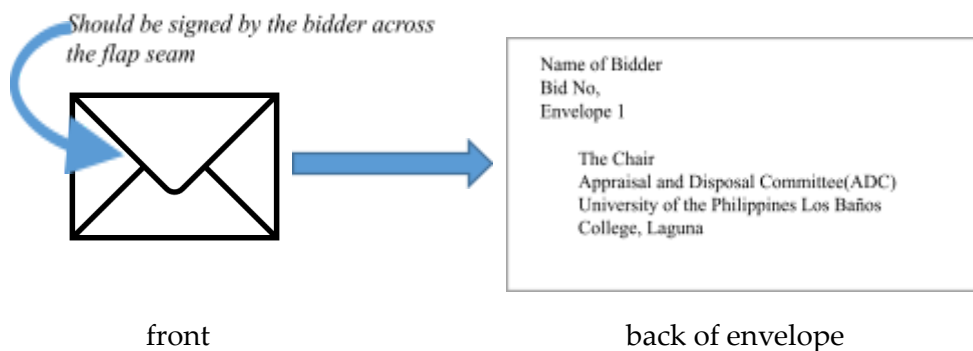 Should be signed by the bidder across
the flap seam
Name of Bidder
Bid No,
Envelope 1
The Chair
Appraisal and Disposal Committee(ADC)
University of the Philippines Los Baños
College, Laguna
front
back of envelope